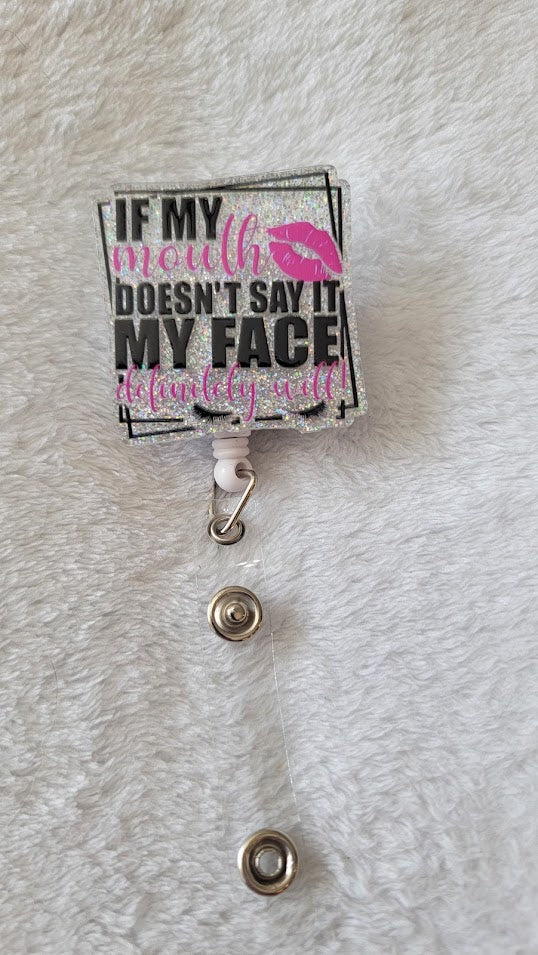 IF MY
mouth
DOESN'T SAY IT
MY FACE
definitely will!